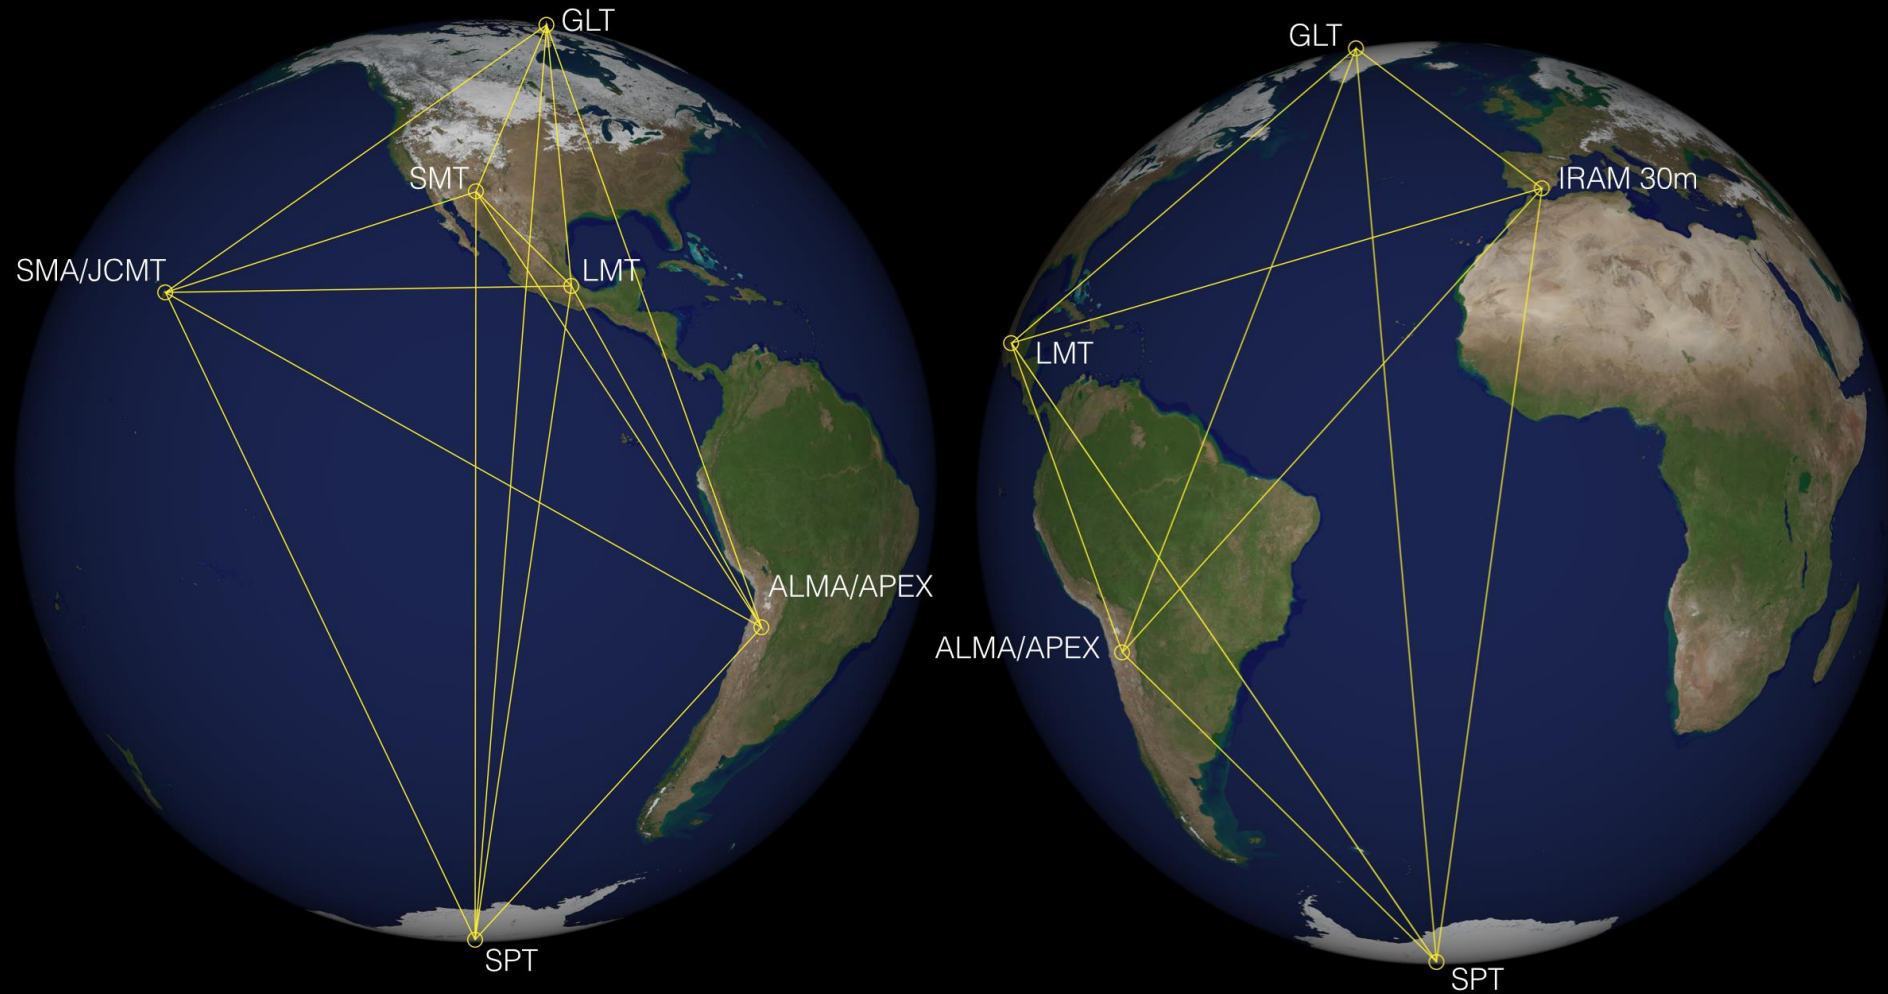 GLT
SMT
SMA/JCMT
LMT
ALMA/APEX
SPT
GLT
IRAM 30m
LMT
ALMA/APEX
SPT